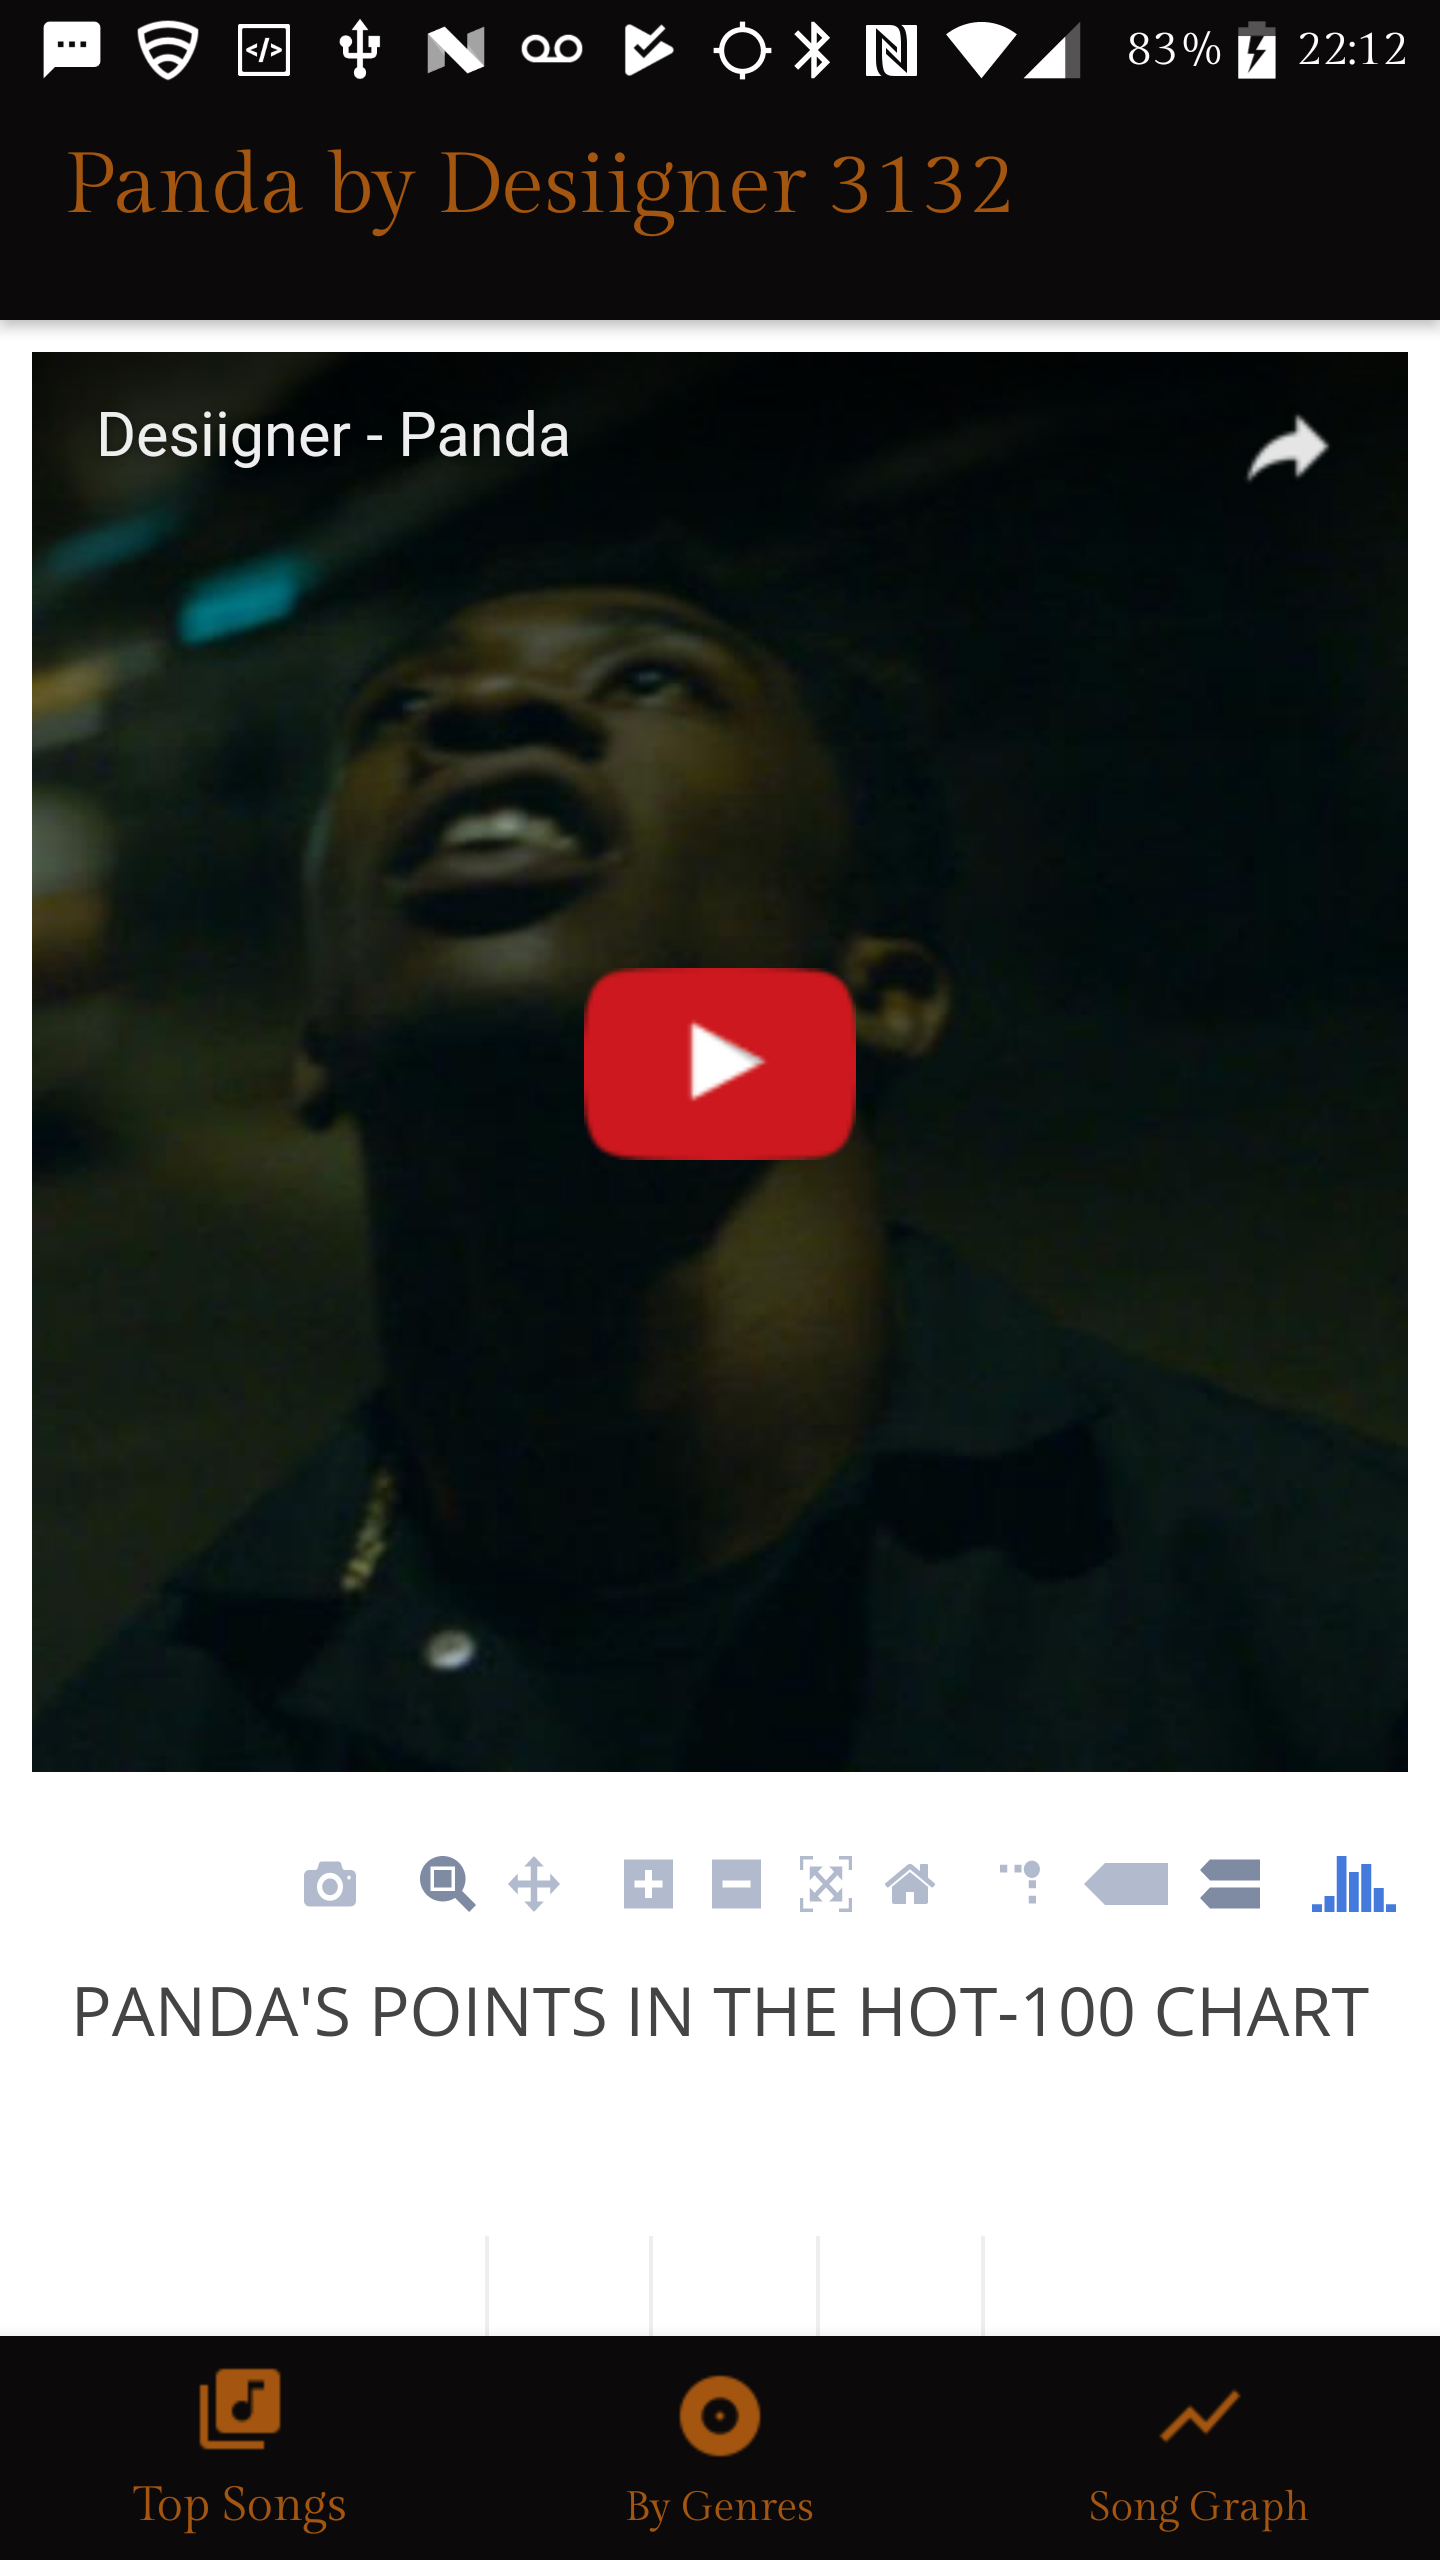 83% 22:12
Panda by Desiigner 3132
Desiigner - Panda
PANDA'S POINTS IN THE HOT-100 CHART
Top Songs By Genres Song Graph